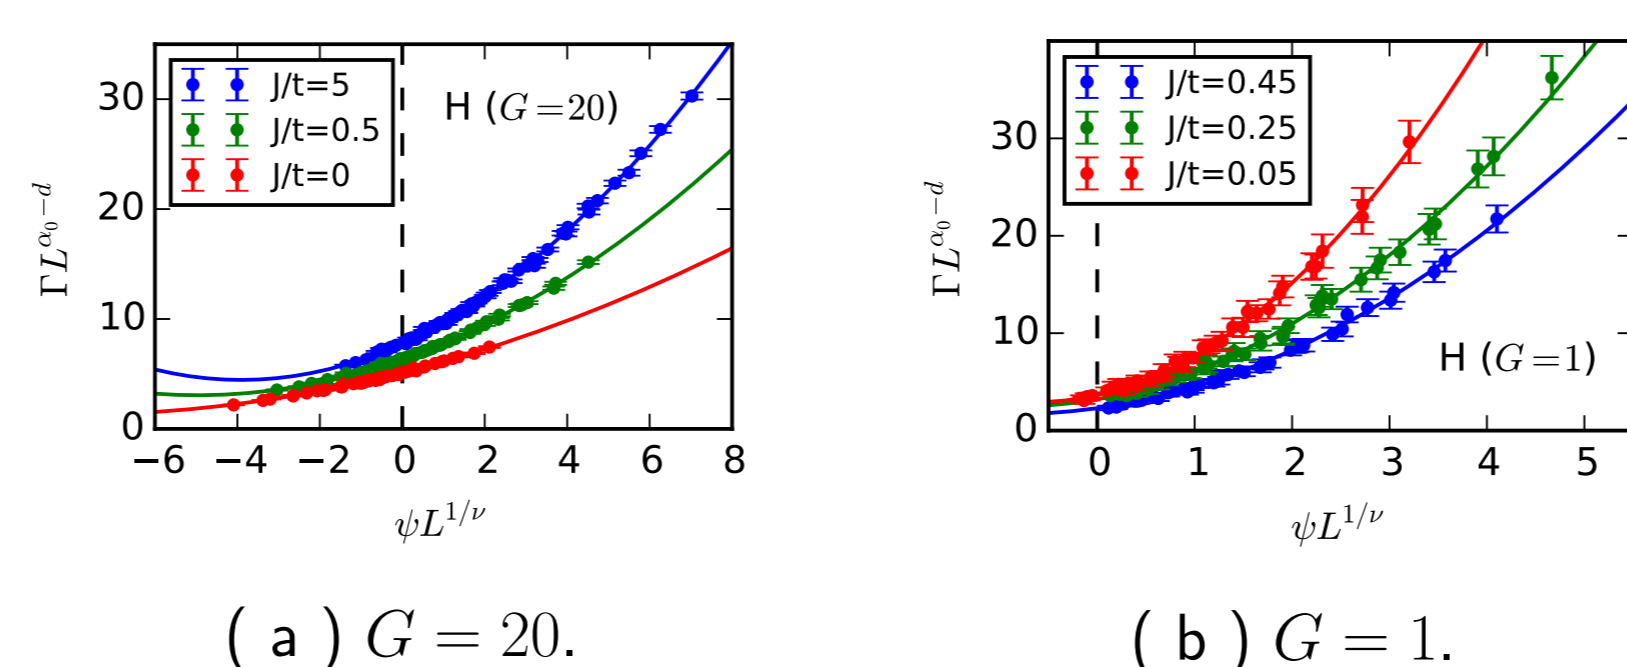 J/t=5
J/t=0.5
J/t=0
H (G=20)
30
20
10
0
ΓL^{α₀−d}
−6 −4 −2 0 2 4 6 8
ψL^{1/ν}
( a ) G = 20.
J/t=0.45
J/t=0.25
J/t=0.05
H (G=1)
30
20
10
0
ΓL^{α₀−d}
0 1 2 3 4 5
ψL^{1/ν}
( b ) G = 1.